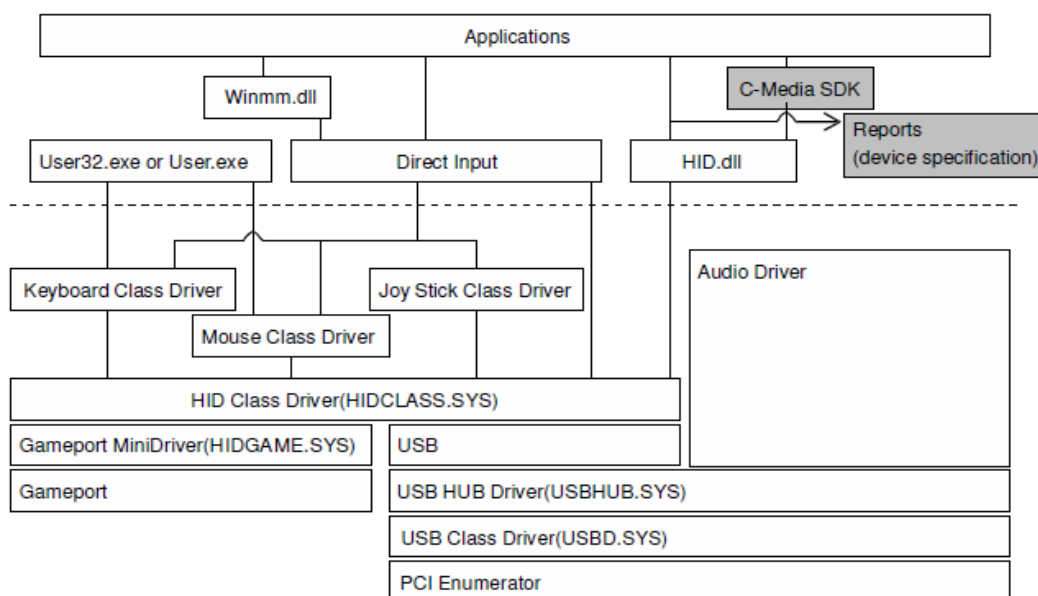 Applications
Winmm.dll
C-Media SDK
Reports
(device specification)
User32.exe or User.exe
Direct Input
HID.dll
Audio Driver
Keyboard Class Driver
Joy Stick Class Driver
Mouse Class Driver
HID Class Driver(HIDCLASS.SYS)
Gameport MiniDriver(HIDGAME.SYS)
USB
Gameport
USB HUB Driver(USBHUB.SYS)
USB Class Driver(USBD.SYS)
PCI Enumerator